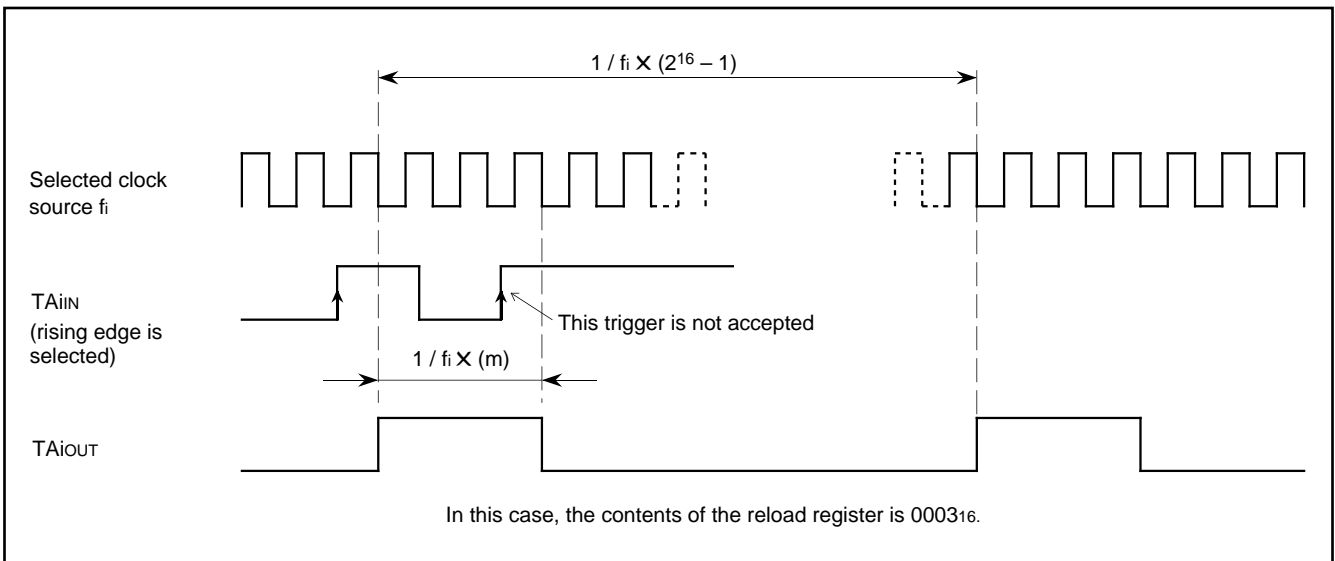 1 / fi X (2¹⁶ – 1)
Selected clock
source fi
TAiIN
(rising edge is
selected)
This trigger is not accepted
1 / fi X (m)
TAiOUT
In this case, the contents of the reload register is 0003₁₆.